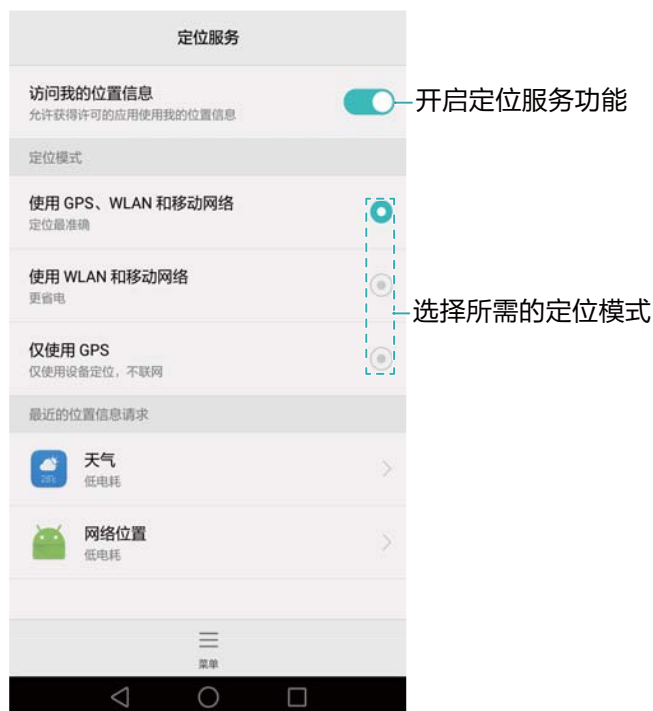 定位服务
访问我的位置信息
允许获得许可的应用使用我的位置信息
开启定位服务功能
定位模式
使用 GPS、WLAN 和移动网络
定位最准确
使用 WLAN 和移动网络
更省电
选择所需的定位模式
仅使用 GPS
仅使用设备定位，不联网
最近的位置信息请求
天气
低电耗
网络位置
低电耗
菜单